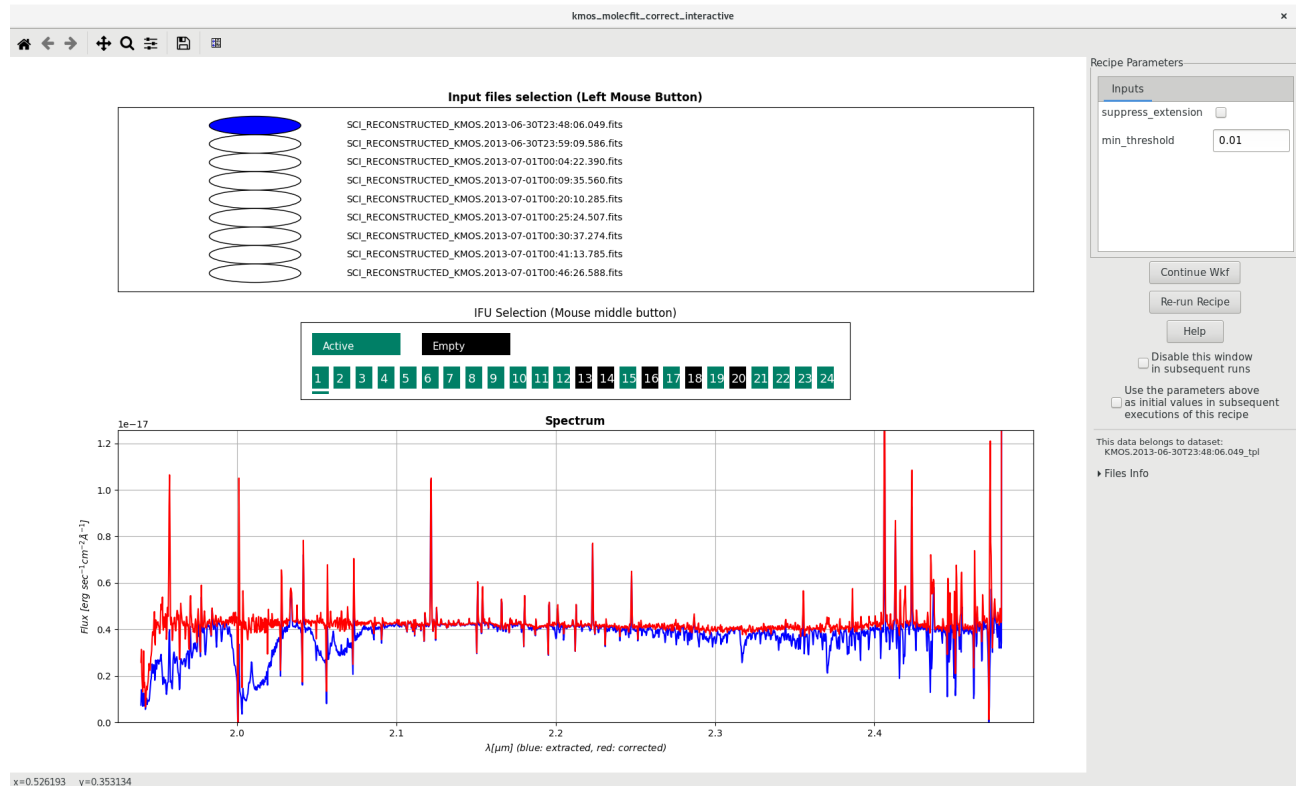 kmos_molecfit_correct_interactive
×
Recipe Parameters
Inputs
suppress_extension
min_threshold 0.01
Continue Wkf
Re-run Recipe
Help
Disable this window
in subsequent runs
Use the parameters above
as initial values in subsequent
executions of this recipe
This data belongs to dataset:
KMOS.2013-06-30T23:48:06.049_tpl
Files Info
Input files selection (Left Mouse Button)
SCI_RECONSTRUCTED_KMOS.2013-06-30T23:48:06.049.fits
SCI_RECONSTRUCTED_KMOS.2013-06-30T23:59:09.586.fits
SCI_RECONSTRUCTED_KMOS.2013-07-01T00:04:22.390.fits
SCI_RECONSTRUCTED_KMOS.2013-07-01T00:09:35.560.fits
SCI_RECONSTRUCTED_KMOS.2013-07-01T00:20:10.285.fits
SCI_RECONSTRUCTED_KMOS.2013-07-01T00:25:24.507.fits
SCI_RECONSTRUCTED_KMOS.2013-07-01T00:30:37.274.fits
SCI_RECONSTRUCTED_KMOS.2013-07-01T00:41:13.785.fits
SCI_RECONSTRUCTED_KMOS.2013-07-01T00:46:26.588.fits
IFU Selection (Mouse middle button)
Active Empty
1 2 3 4 5 6 7 8 9 10 11 12 13 14 15 16 17 18 19 20 21 22 23 24
Spectrum
1e−17
1.2
1.0
0.8
0.6
0.4
0.2
0.0
Flux [erg sec⁻¹cm⁻²Å⁻¹]
2.0 2.1 2.2 2.3 2.4
λ[μm] (blue: extracted, red: corrected)
x=0.526193 y=0.353134